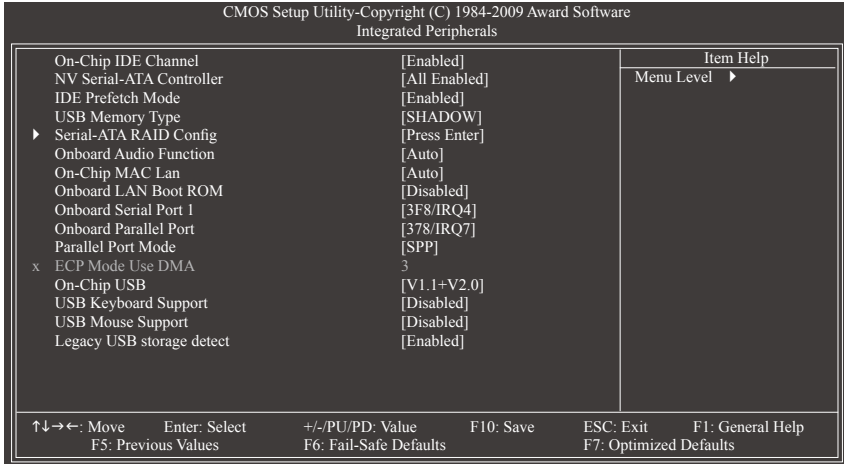 CMOS Setup Utility-Copyright (C) 1984-2009 Award Software
Integrated Peripherals
On-Chip IDE Channel [Enabled]
NV Serial-ATA Controller [All Enabled]
IDE Prefetch Mode [Enabled]
USB Memory Type [SHADOW]
Serial-ATA RAID Config [Press Enter]
Onboard Audio Function [Auto]
On-Chip MAC Lan [Auto]
Onboard LAN Boot ROM [Disabled]
Onboard Serial Port 1 [3F8/IRQ4]
Onboard Parallel Port [378/IRQ7]
Parallel Port Mode [SPP]
x ECP Mode Use DMA 3
On-Chip USB [V1.1+V2.0]
USB Keyboard Support [Disabled]
USB Mouse Support [Disabled]
Legacy USB storage detect [Enabled]
Item Help
Menu Level
↑↓→←: Move Enter: Select +/-/PU/PD: Value F10: Save ESC: Exit F1: General Help
F5: Previous Values F6: Fail-Safe Defaults F7: Optimized Defaults